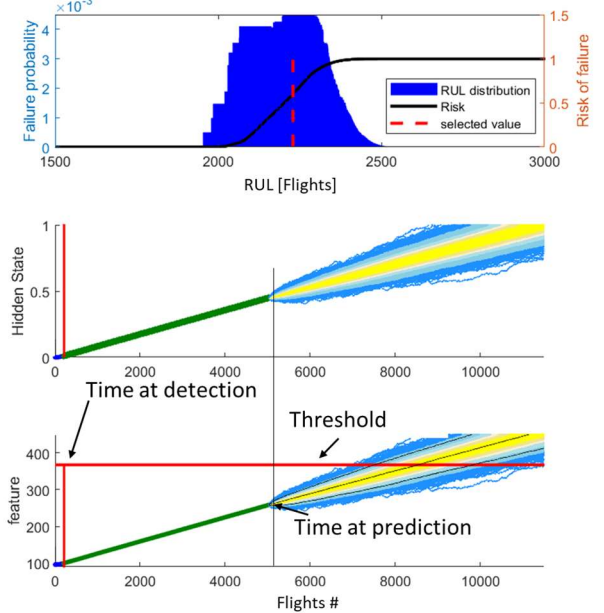 ×10⁻³
4
3
2
1
0
Failure probability
1.5
1
0.5
0
Risk of failure
RUL distribution
Risk
selected value
1500
2000
2500
3000
RUL [Flights]
1
0.5
0
Hidden State
0
2000
4000
6000
8000
10000
Time at detection
Threshold
400
300
200
100
feature
Time at prediction
0
2000
4000
6000
8000
10000
Flights #